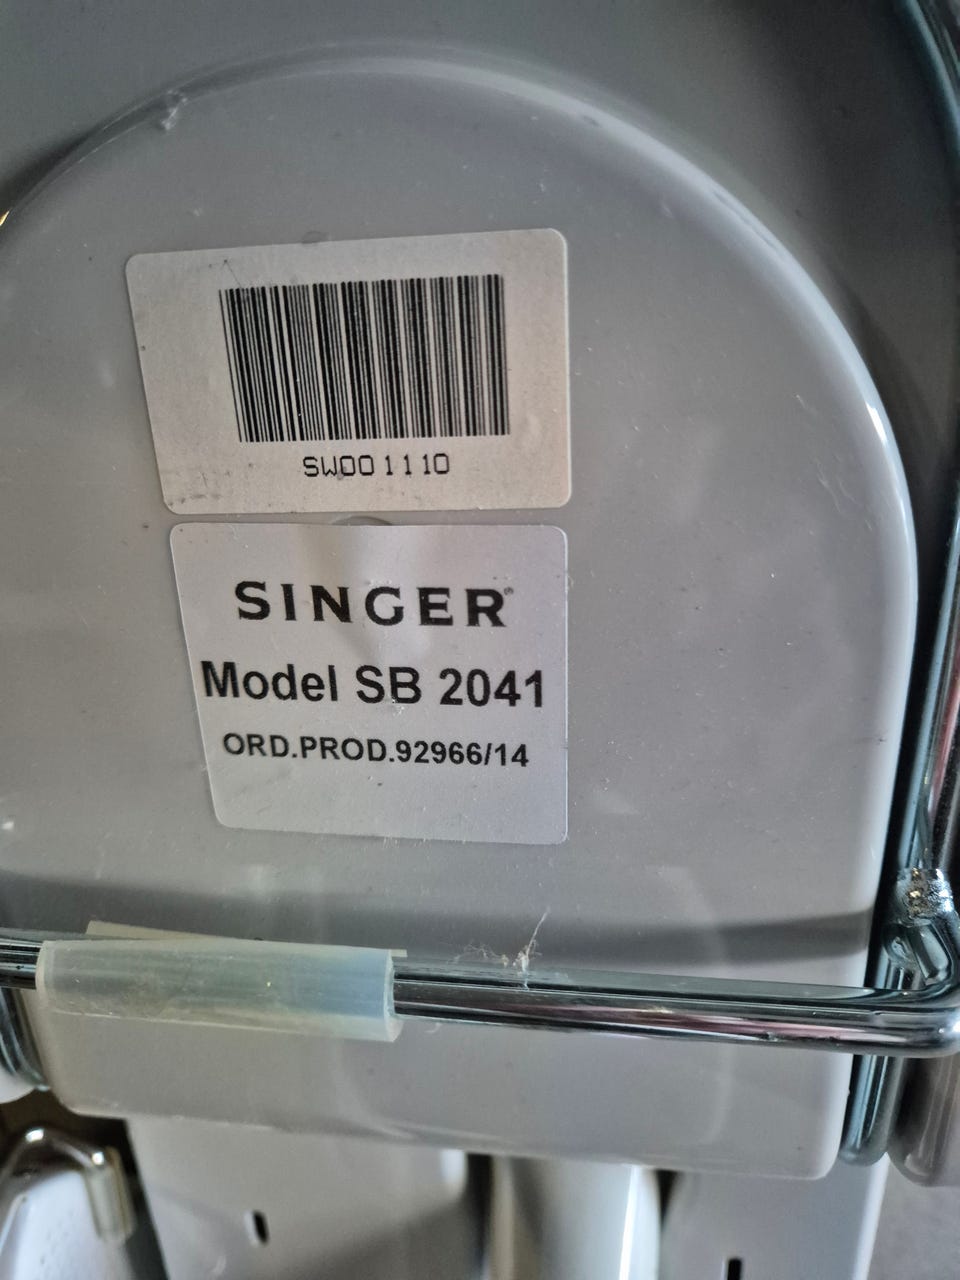 SW001110
SINGER®
Model SB 2041
ORD.PROD.92966/14